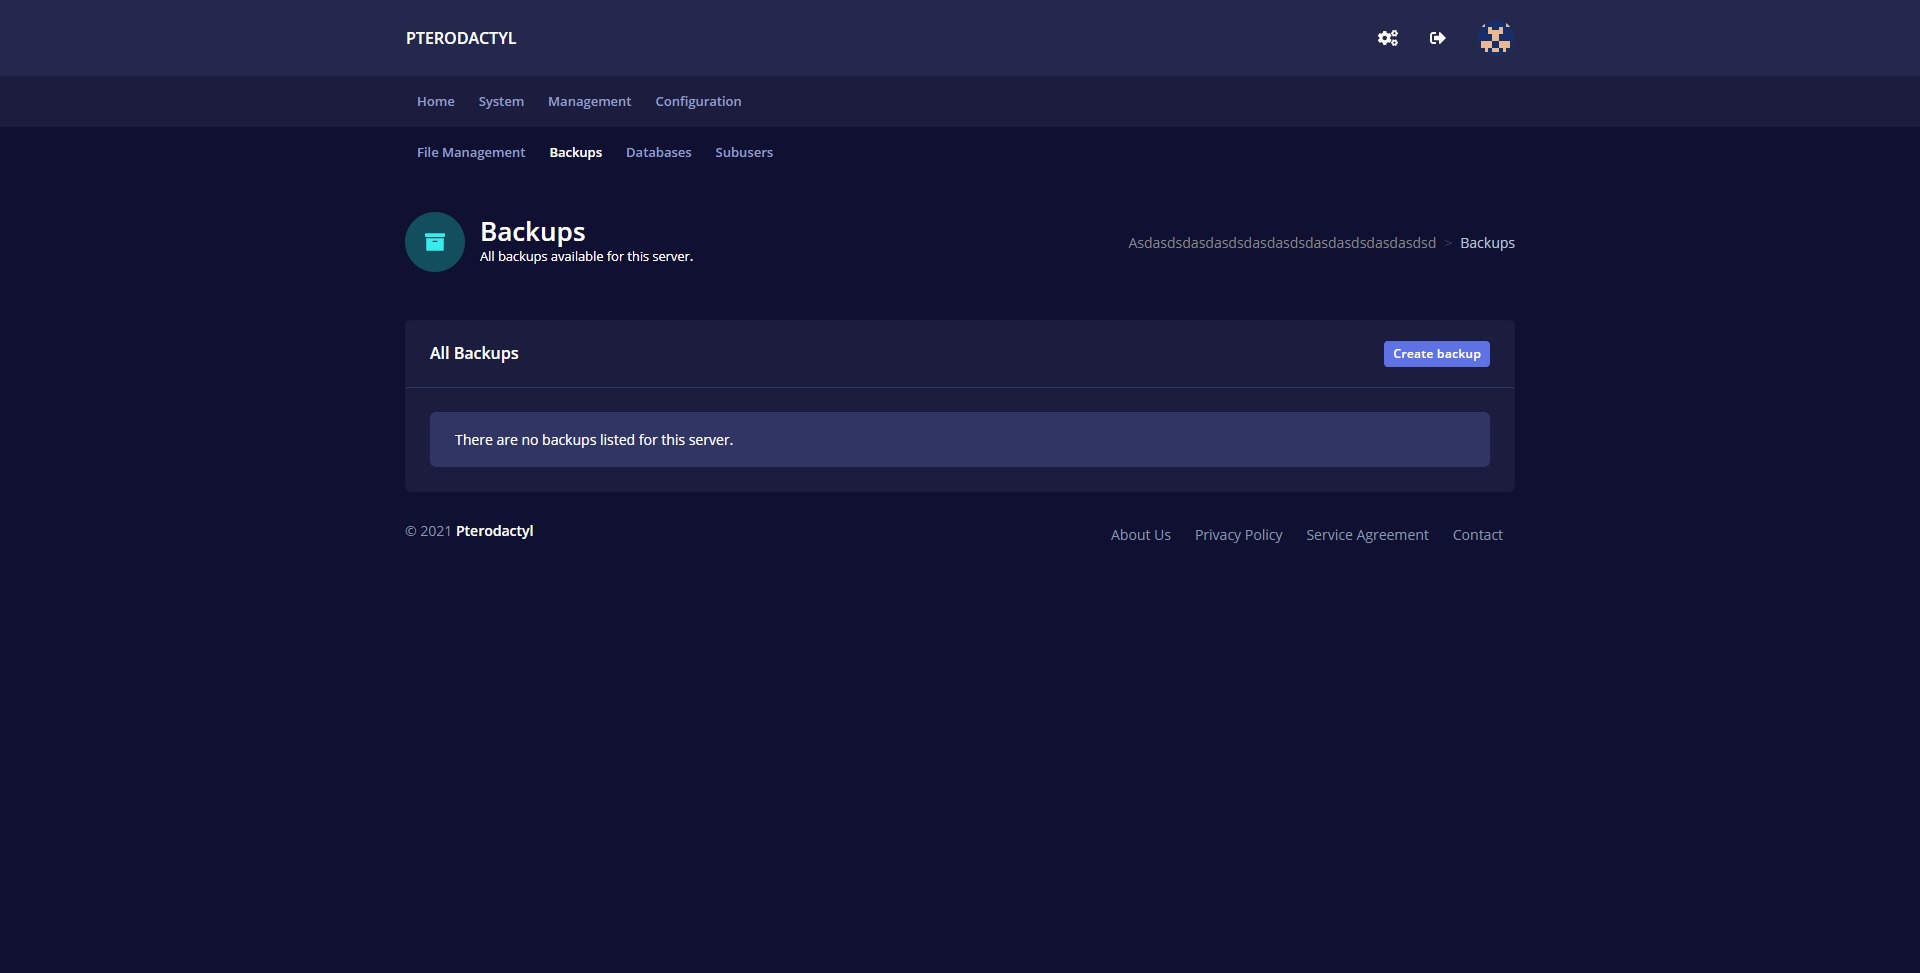 PTERODACTYL
Home System Management Configuration
File Management Backups Databases Subusers
Backups
All backups available for this server.
Asdasdsdasdasdsdasdasdsdasdasdsdasdasdsd > Backups
All Backups
Create backup
There are no backups listed for this server.
© 2021 Pterodactyl
About Us Privacy Policy Service Agreement Contact